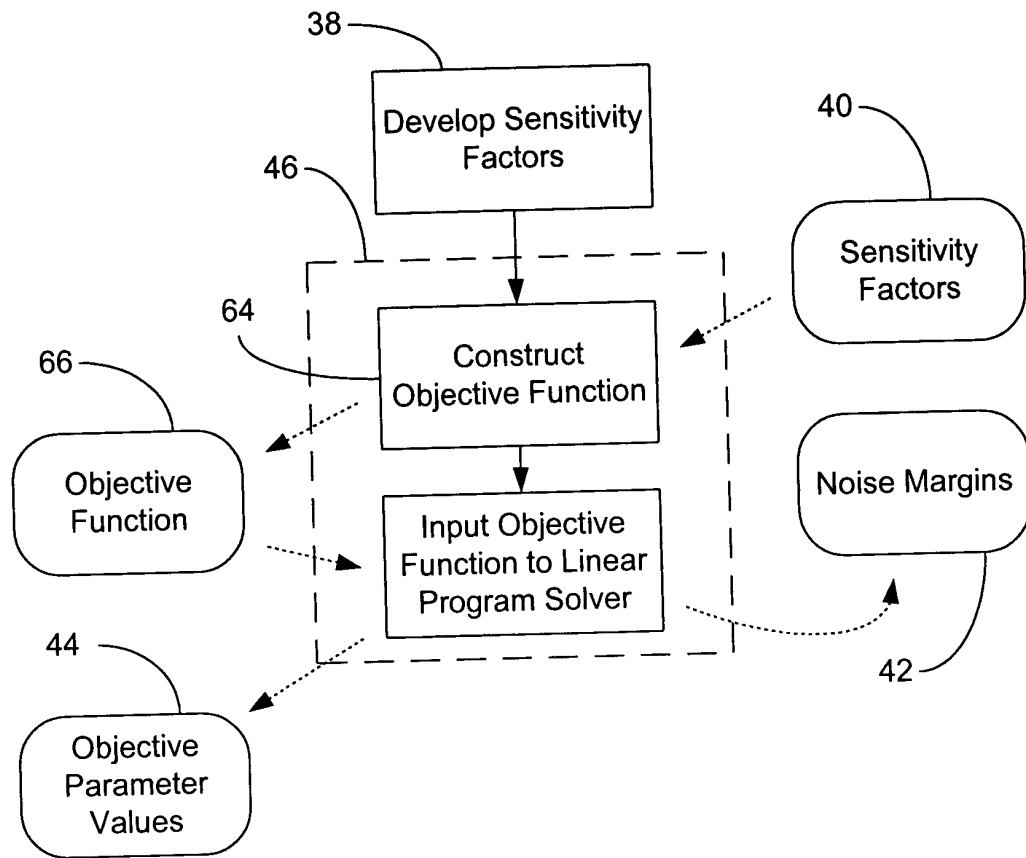 38
Develop Sensitivity
Factors
40
46
Sensitivity
Factors
64
Construct
Objective Function
66
Objective
Function
Noise Margins
Input Objective
Function to Linear
Program Solver
44
42
Objective
Parameter
Values